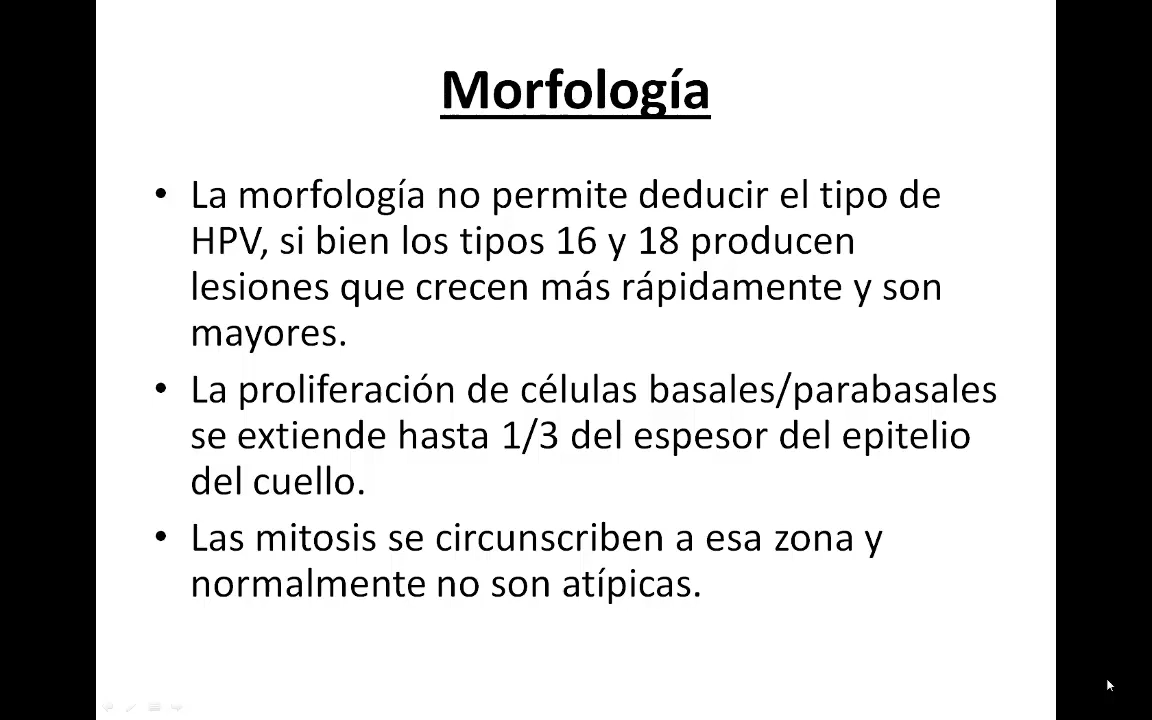 Morfología
• La morfología no permite deducir el tipo de
HPV, si bien los tipos 16 y 18 producen
lesiones que crecen más rápidamente y son
mayores.
• La proliferación de células basales/parabasales
se extiende hasta 1/3 del espesor del epitelio
del cuello.
• Las mitosis se circunscriben a esa zona y
normalmente no son atípicas.